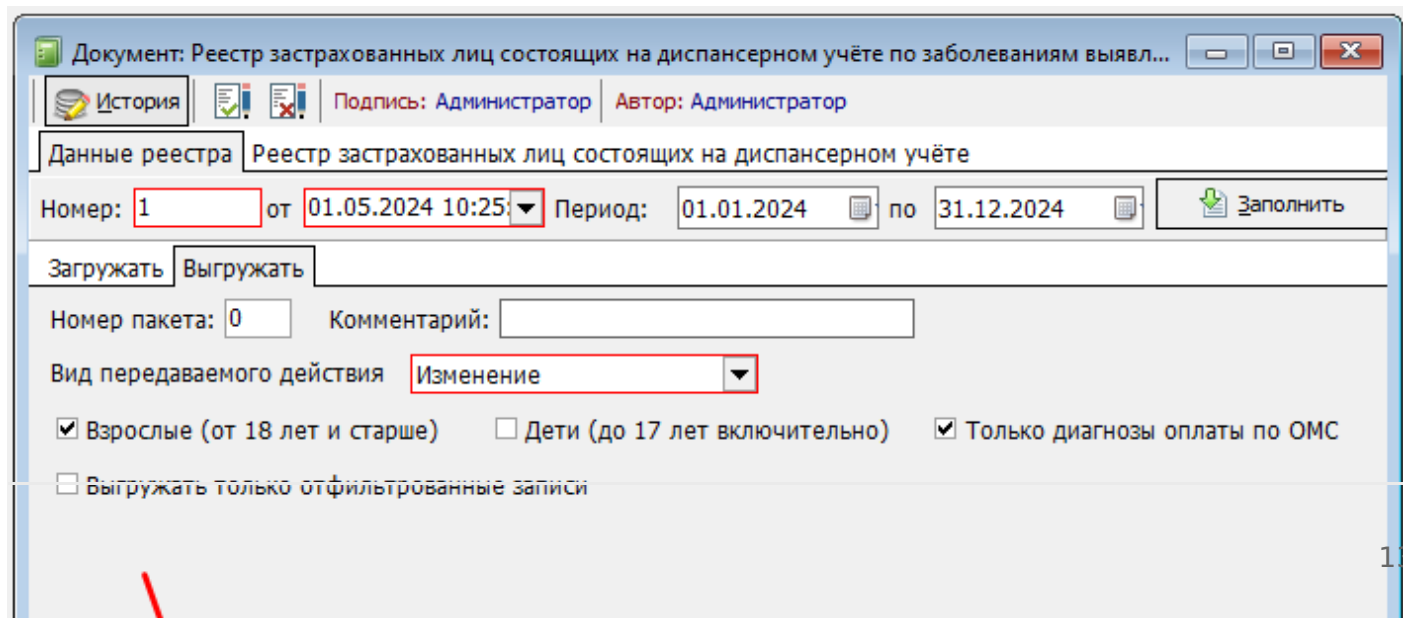 Документ: Реестр застрахованных лиц состоящих на диспансерном учёте по заболеваниям выявл...
История Подпись: Администратор Автор: Администратор
Данные реестра Реестр застрахованных лиц состоящих на диспансерном учёте
Номер: 1 от 01.05.2024 10:25: Период: 01.01.2024 по 31.12.2024 Заполнить
Загружать Выгружать
Номер пакета: 0 Комментарий:
Вид передаваемого действия Изменение
Взрослые (от 18 лет и старше) Дети (до 17 лет включительно) Только диагнозы оплаты по ОМС
Выгружать только отфильтрованные записи